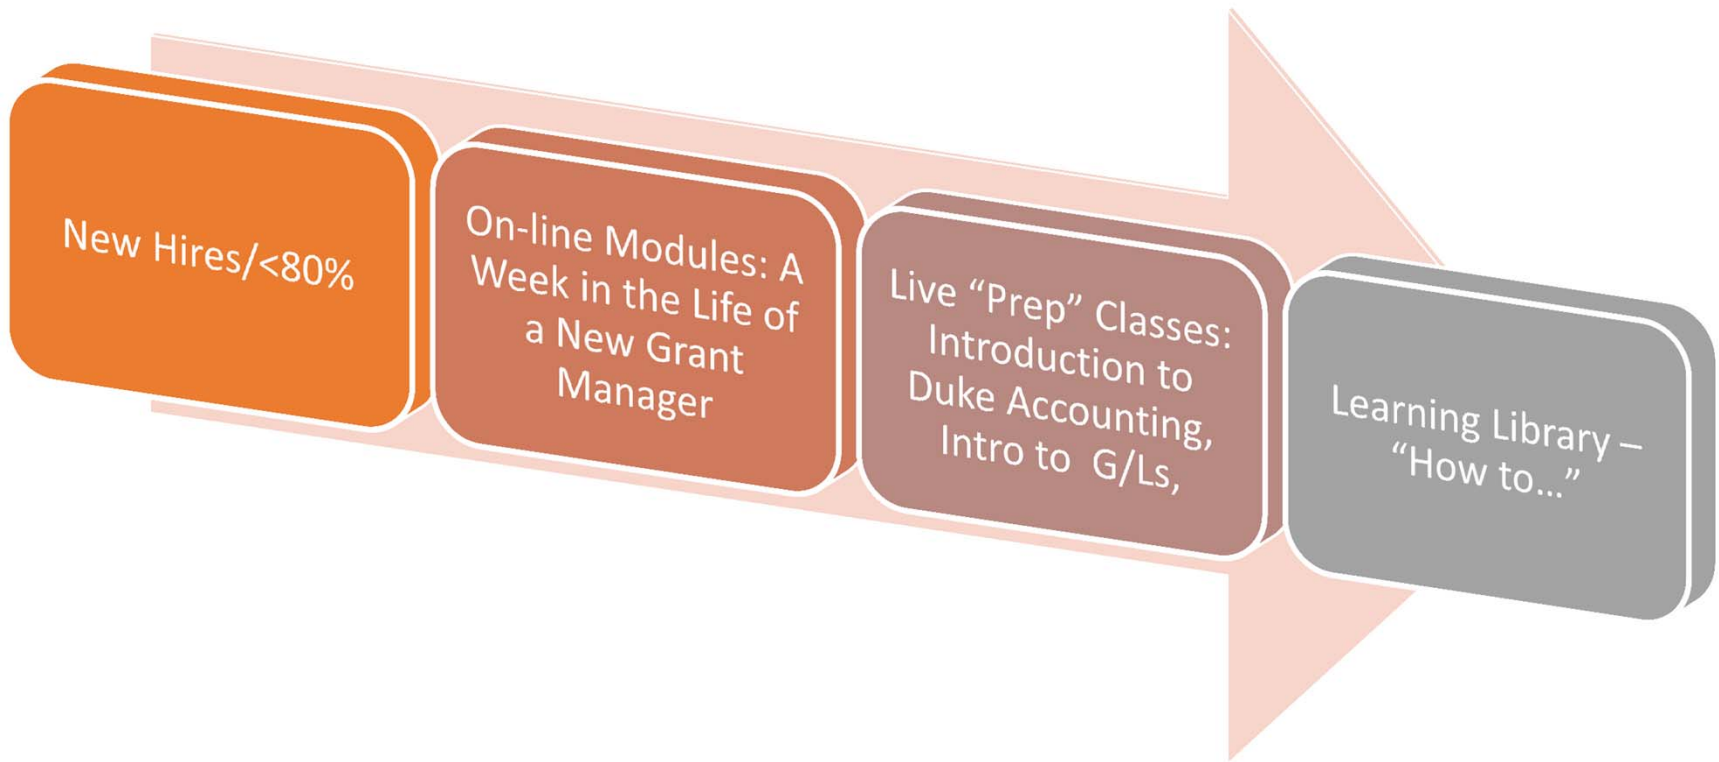 New Hires/<80%
On-line Modules: A
Week in the Life of
a New Grant
Manager
Live “Prep” Classes:
Introduction to
Duke Accounting,
Intro to  G/Ls,
Learning Library –
“How to…”